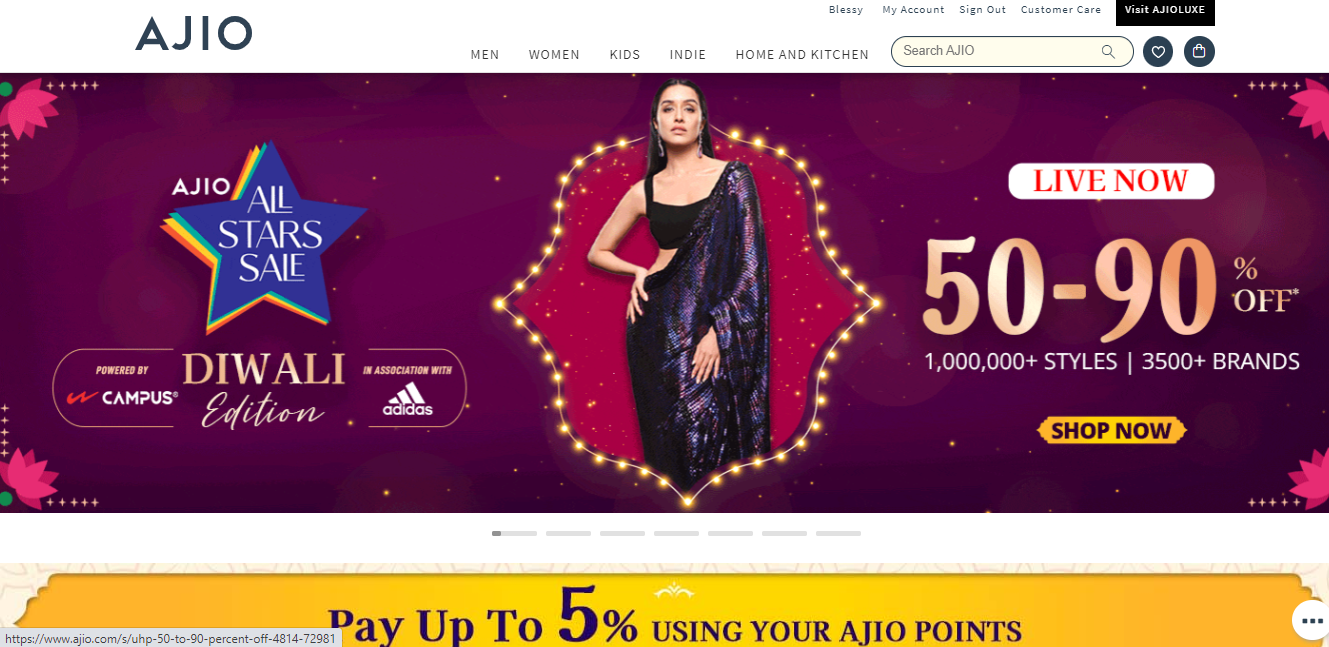 Blessy My Account Sign Out Customer Care Visit AJIOLUXE
AJIO
MEN WOMEN KIDS INDIE HOME AND KITCHEN
Search AJIO
AJIO
ALL
STARS
SALE
POWERED BY
CAMPUS®
DIWALI
Edition
IN ASSOCIATION WITH
adidas
LIVE NOW
50-90% OFF*
1,000,000+ STYLES | 3500+ BRANDS
SHOP NOW
Pay Up To 5% USING YOUR AJIO POINTS
https://www.ajio.com/s/uhp-50-to-90-percent-off-4814-72981